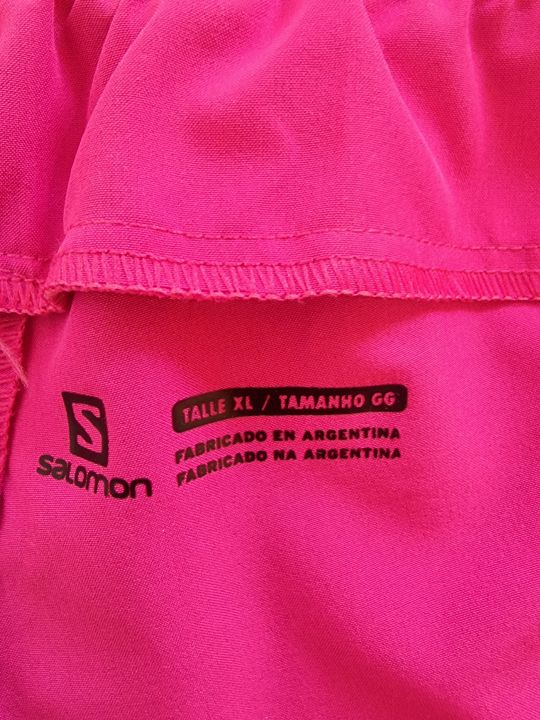 S
salomon
TALLE XL / TAMANHO GG
FABRICADO EN ARGENTINA
FABRICADO NA ARGENTINA